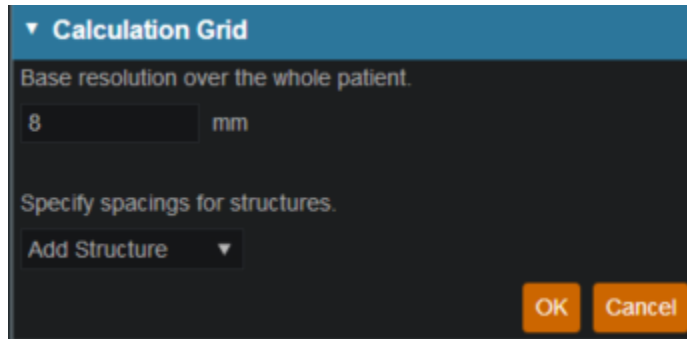 Calculation Grid
Base resolution over the whole patient.
8 mm
Specify spacings for structures.
Add Structure
OK Cancel